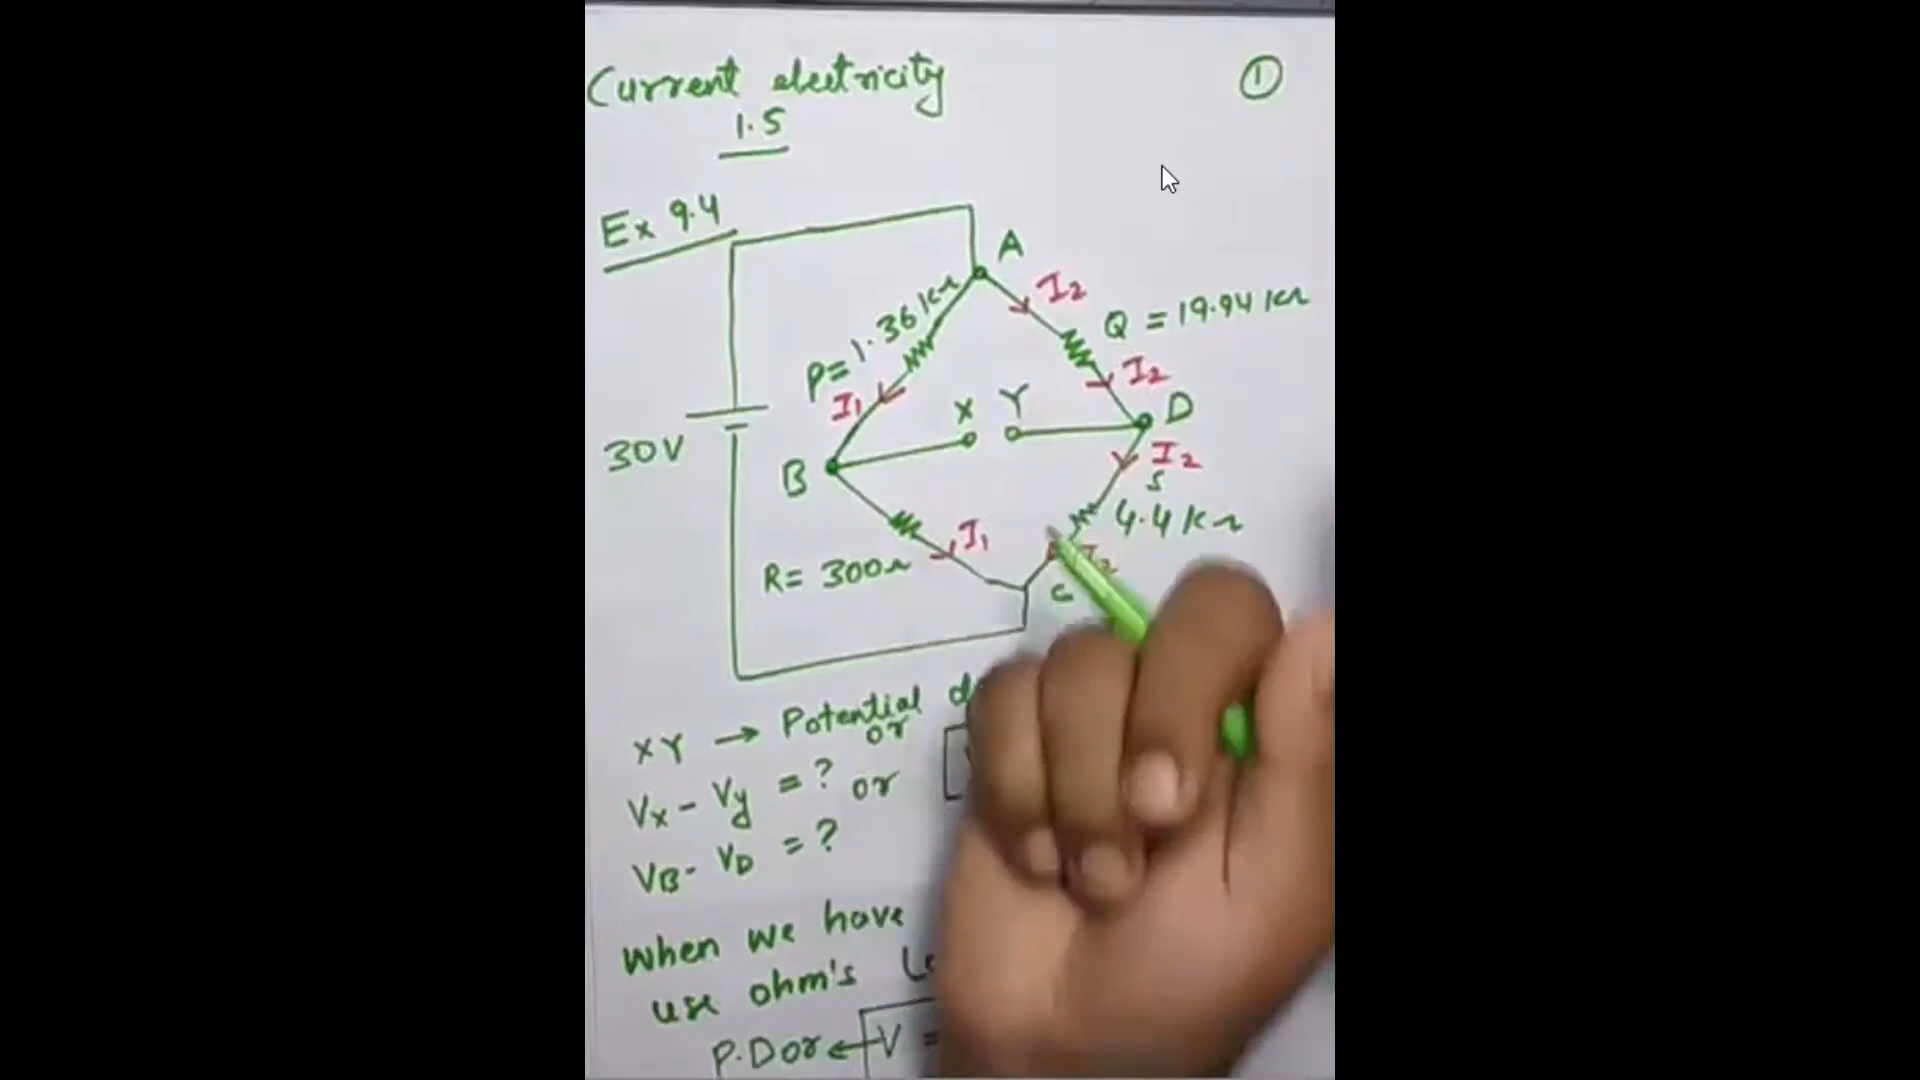 Current electricity
①
1.5
Ex 9.4
A
I₂
P = 1.36 KΩ
Q = 19.94 KΩ
I₁
I₂
X Y
D
30V
B
I₂
S
4.4 KΩ
I₁
I₂
R = 300Ω
C
XY → Potential
or
Vx - Vy = ? or
VB - VD = ?
When we have
use ohm's
P.D or ← V =